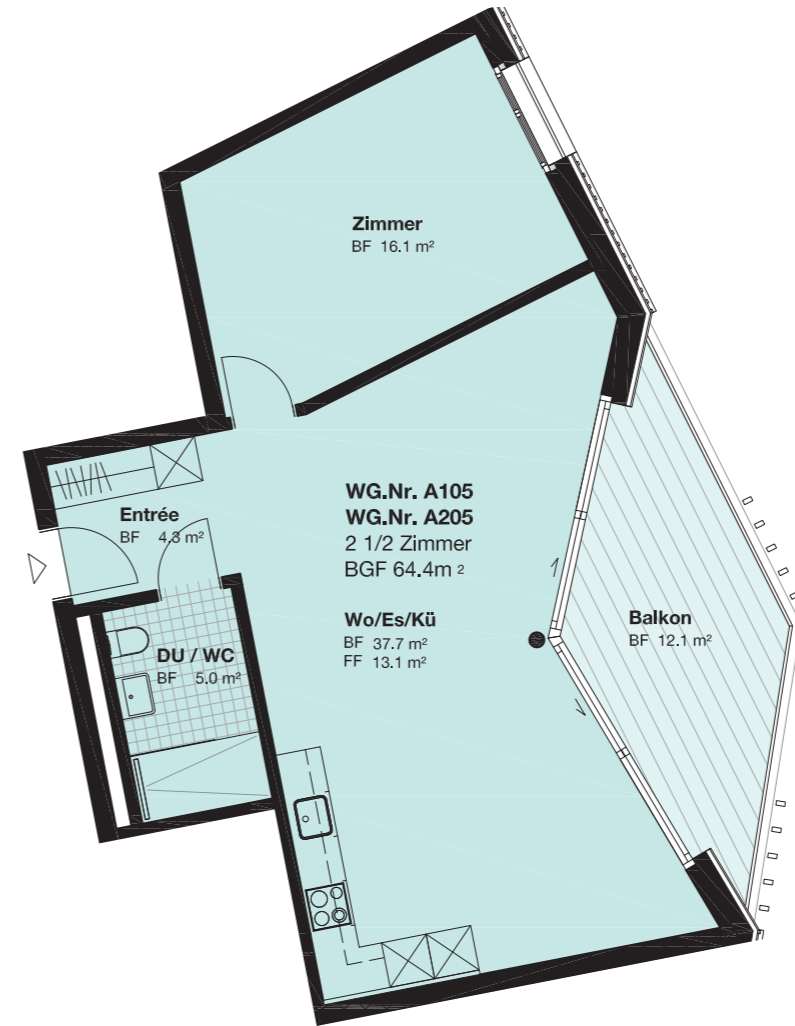 Zimmer
BF 16.1 m²
WG.Nr. A105
WG.Nr. A205
2 1/2 Zimmer
BGF 64.4m ²
Entrée
BF 4.3 m²
Wo/Es/Kü
BF 37.7 m²
FF 13.1 m²
Balkon
BF 12.1 m²
DU / WC
BF 5.0 m²